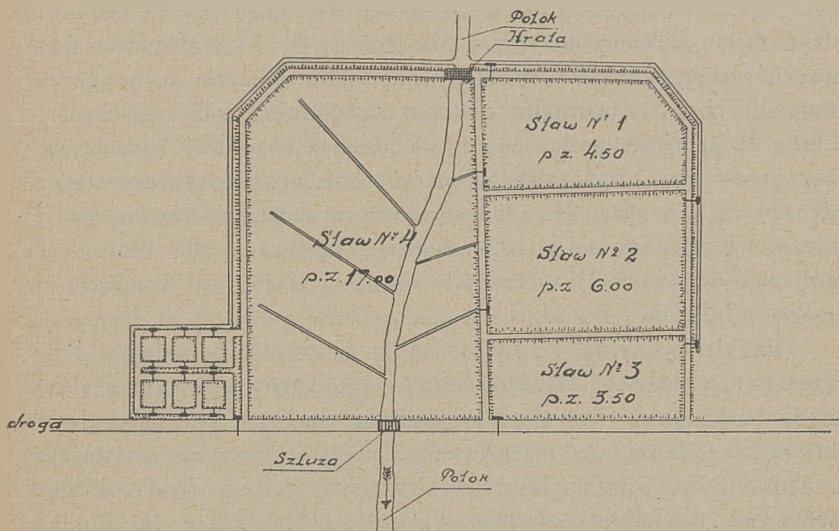 Potok
Krata
Staw Nº 1
p.z. 4.50
Staw Nº 4
p.z. 17.00
Staw Nº 2
p.z 6.00
Staw Nº 3
p.z. 3.50
droga
Szluza
Potok